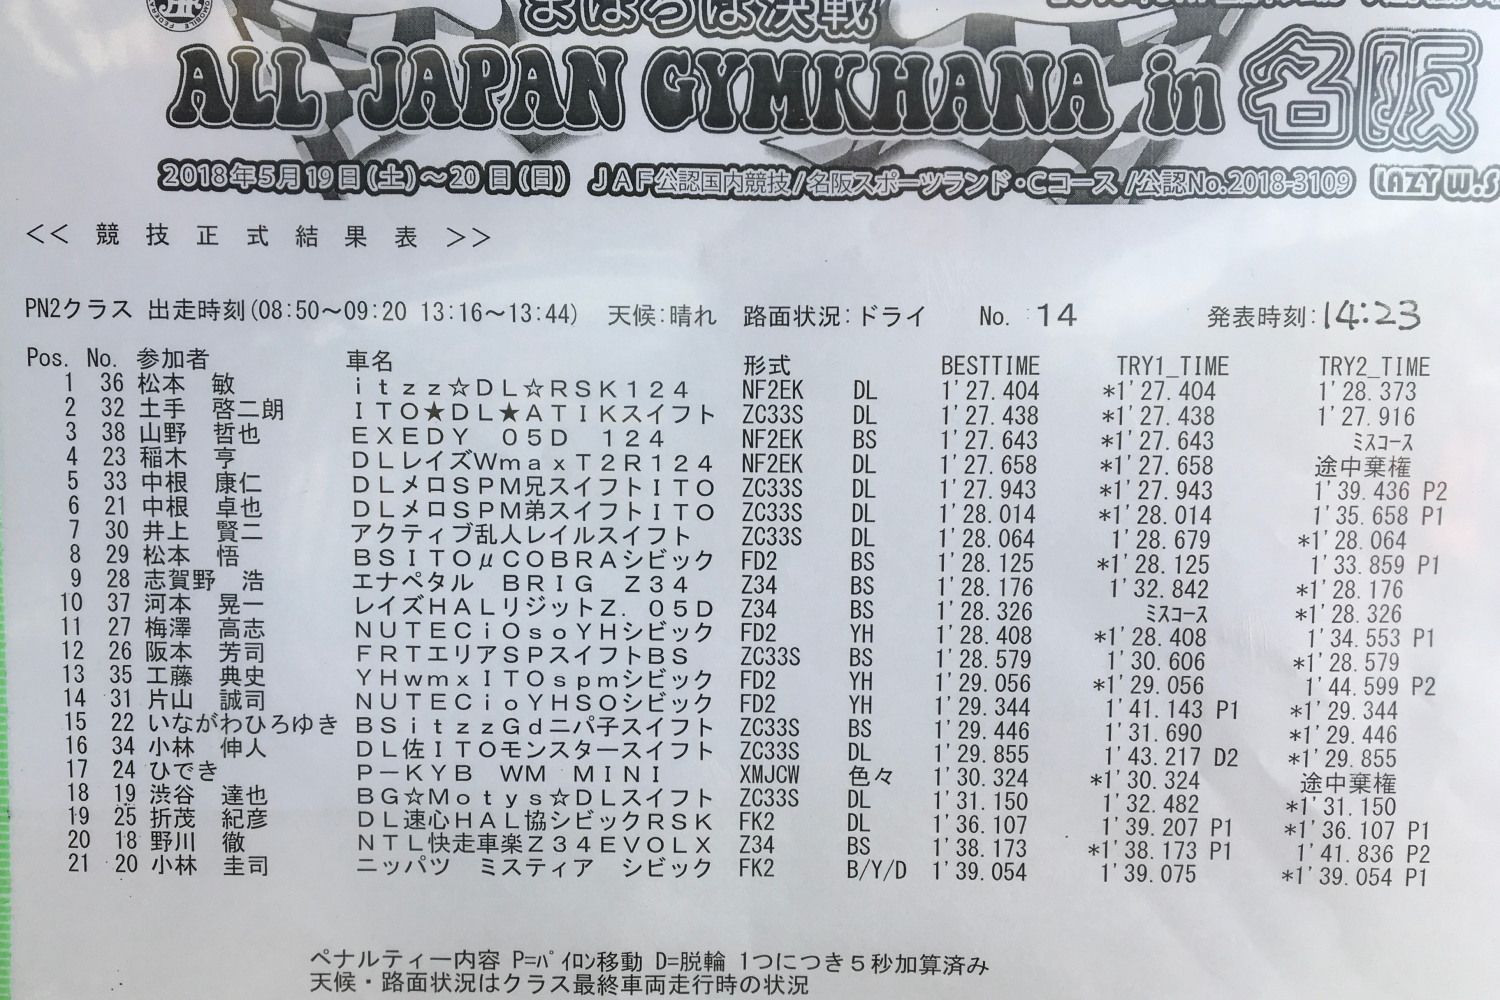 まほろば決戦
ALL JAPAN GYMKHANA in 名阪
2018年5月19日(土)～20日(日) JAF公認国内競技/名阪スポーツランド・Cコース/公認No.2018-3109 LAZY W.S
<< 競技正式結果表 >>
PN2クラス 出走時刻(08:50～09:20 13:16～13:44) 天候:晴れ 路面状況:ドライ No. 14 発表時刻:14:23
Pos. No. 参加者 車名 形式 BESTTIME TRY1_TIME TRY2_TIME
1 36 松本 敏 ｉｔｚｚ☆ＤＬ☆ＲＳＫ１２４ NF2EK DL 1'27.404 *1'27.404 1'28.373
2 32 土手 啓二朗 ＩＴＯ★ＤＬ★ＡＴＩＫスイフト ZC33S DL 1'27.438 *1'27.438 1'27.916
3 38 山野 哲也 ＥＸＥＤＹ ０５Ｄ １２４ NF2EK BS 1'27.643 *1'27.643 ﾐｽｺｰｽ
4 23 稲木 亨 ＤＬレイズＷｍａｘＴ２Ｒ１２４ NF2EK DL 1'27.658 *1'27.658 途中棄権
5 33 中根 康仁 ＤＬメロＳＰＭ兄スイフトＩＴＯ ZC33S DL 1'27.943 *1'27.943 1'39.436 P2
6 21 中根 卓也 ＤＬメロＳＰＭ弟スイフトＩＴＯ ZC33S DL 1'28.014 *1'28.014 1'35.658 P1
7 30 井上 賢二 アクティブ乱人レイルスイフト ZC33S DL 1'28.064 1'28.679 *1'28.064
8 29 松本 悟 ＢＳＩＴＯμＣＯＢＲＡシビック FD2 BS 1'28.125 *1'28.125 1'33.859 P1
9 28 志賀野 浩 エナペタル ＢＲＩＧ Ｚ３４ Z34 BS 1'28.176 1'32.842 *1'28.176
10 37 河本 晃一 レイズＨＡＬリジットＺ．０５Ｄ Z34 BS 1'28.326 ﾐｽｺｰｽ *1'28.326
11 27 梅澤 高志 ＮＵＴＥＣｉＯｓｏＹＨシビック FD2 YH 1'28.408 *1'28.408 1'34.553 P1
12 26 阪本 芳司 ＦＲＴエリアＳＰスイフトＢＳ ZC33S BS 1'28.579 1'30.606 *1'28.579
13 35 工藤 典史 ＹＨｗｍｘＩＴＯｓｐｍシビック FD2 YH 1'29.056 *1'29.056 1'44.599 P2
14 31 片山 誠司 ＮＵＴＥＣｉｏＹＨＳＯシビック FD2 YH 1'29.344 1'41.143 P1 *1'29.344
15 22 いながわひろゆき ＢＳｉｔｚｚＧｄニパ子スイフト ZC33S BS 1'29.446 1'31.690 *1'29.446
16 34 小林 伸人 ＤＬ佐ＩＴＯモンスタースイフト ZC33S DL 1'29.855 1'43.217 D2 *1'29.855
17 24 ひでき Ｐ－ＫＹＢ ＷＭ ＭＩＮＩ XMJCW 色々 1'30.324 *1'30.324 途中棄権
18 19 渋谷 達也 ＢＧ☆Ｍｏｔｙｓ☆ＤＬスイフト ZC33S DL 1'31.150 1'32.482 *1'31.150
19 25 折茂 紀彦 ＤＬ速心ＨＡＬ協シビックＲＳＫ FK2 DL 1'36.107 1'39.207 P1 *1'36.107 P1
20 18 野川 徹 ＮＴＬ快走車楽Ｚ３４ＥＶＯＬＸ Z34 BS 1'38.173 *1'38.173 P1 1'41.836 P2
21 20 小林 圭司 ニッパツ ミスティア シビック FK2 B/Y/D 1'39.054 1'39.075 *1'39.054 P1
ペナルティー内容 P=ﾊﾟｲﾛﾝ移動 D=脱輪 1つにつき５秒加算済み
天候・路面状況はクラス最終車両走行時の状況